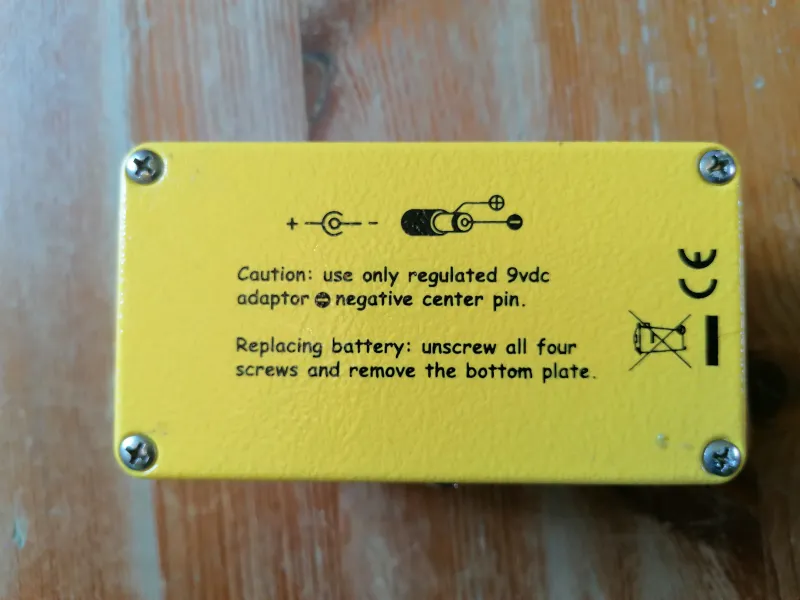 + -
Caution: use only regulated 9vdc
adaptor negative center pin.
Replacing battery: unscrew all four
screws and remove the bottom plate.
CE